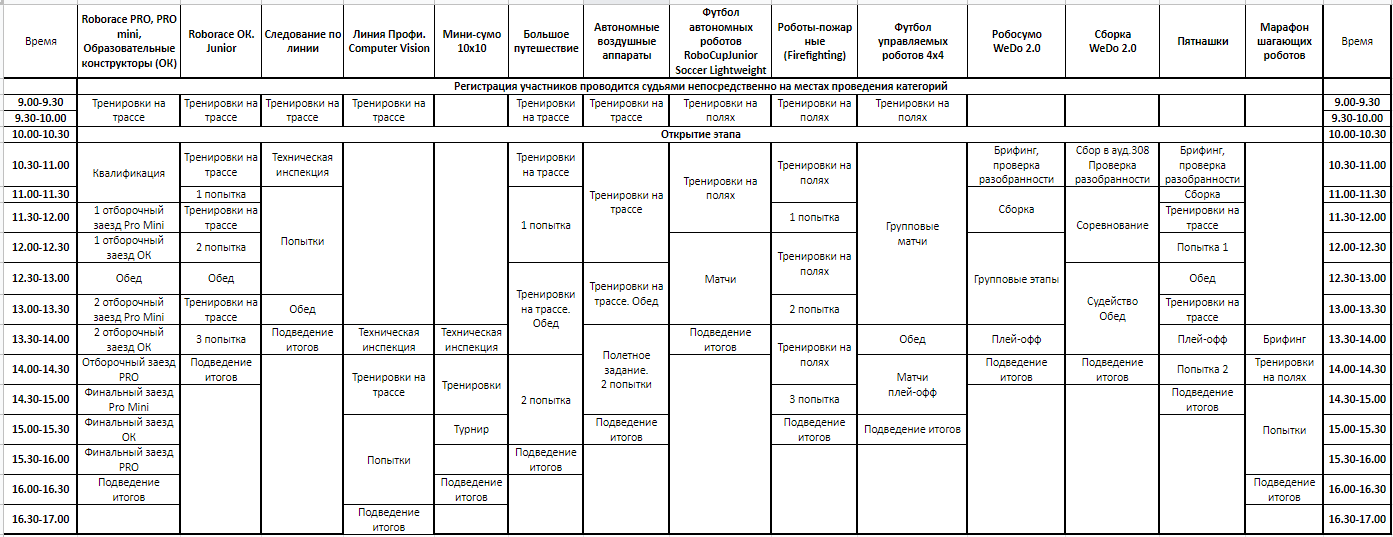 Время
Roborace PRO, PRO
mini,
Образовательные
конструкторы (ОК)
Roborace OK.
Junior
Следование по
линии
Линия Профи.
Computer Vision
Мини-сумо
10x10
Большое
путешествие
Автономные
воздушные
аппараты
Футбол
автономных
роботов
RoboCupJunior
Soccer Lightweight
Роботы-пожар
ные
(Firefighting)
Футбол
управляемых
роботов 4x4
Робосумо
WeDo 2.0
Сборка
WeDo 2.0
Пятнашки
Марафон
шагающих
роботов
Время
Регистрация участников проводится судьями непосредственно на местах проведения категорий
9.00-9.30
9.30-10.00
Тренировки на
трассе
Тренировки на
трассе
Тренировки на
трассе
Тренировки на
трассе
Тренировки
на трассе
Тренировки на
трассе
Тренировки на
полях
Тренировки на
полях
Тренировки на
полях
9.00-9.30
9.30-10.00
10.00-10.30
Открытие этапа
10.00-10.30
10.30-11.00
Квалификация
Тренировки на
трассе
Техническая
инспекция
Тренировки
на трассе
Тренировки на
трассе
Тренировки на
полях
Тренировки на
полях
Групповые
матчи
Брифинг,
проверка
разобранности
Сбор в ауд.308
Проверка
разобранности
Брифинг,
проверка
разобранности
10.30-11.00
11.00-11.30
1 попытка
Попытки
1 попытка
Сборка
Соревнование
Сборка
11.00-11.30
11.30-12.00
1 отборочный
заезд Pro Mini
Тренировки на
трассе
1 попытка
Тренировки на
трассе
11.30-12.00
12.00-12.30
1 отборочный
заезд ОК
2 попытка
Матчи
Тренировки на
полях
Групповые этапы
Попытка 1
12.00-12.30
12.30-13.00
Обед
Обед
Тренировки
на трассе.
Обед
Тренировки на
трассе. Обед
Судейство
Обед
Обед
12.30-13.00
13.00-13.30
2 отборочный
заезд Pro Mini
Тренировки на
трассе
Обед
2 попытка
Тренировки на
трассе
13.00-13.30
13.30-14.00
2 отборочный
заезд ОК
3 попытка
Подведение
итогов
Техническая
инспекция
Техническая
инспекция
Полетное
задание.
2 попытки
Подведение
итогов
Тренировки на
полях
Обед
Плей-офф
Плей-офф
Брифинг
13.30-14.00
14.00-14.30
Отборочный заезд
PRO
Подведение
итогов
Тренировки на
трассе
Тренировки
2 попытка
Матчи
плей-офф
Подведение
итогов
Подведение
итогов
Попытка 2
Тренировки
на полях
14.00-14.30
14.30-15.00
Финальный заезд
Pro Mini
3 попытка
Подведение
итогов
Попытки
14.30-15.00
15.00-15.30
Финальный заезд
ОК
Попытки
Турнир
Подведение
итогов
Подведение
итогов
Подведение итогов
15.00-15.30
15.30-16.00
Финальный заезд
PRO
Подведение
итогов
15.30-16.00
16.00-16.30
Подведение
итогов
Подведение
итогов
Подведение
итогов
16.00-16.30
16.30-17.00
Подведение
итогов
16.30-17.00